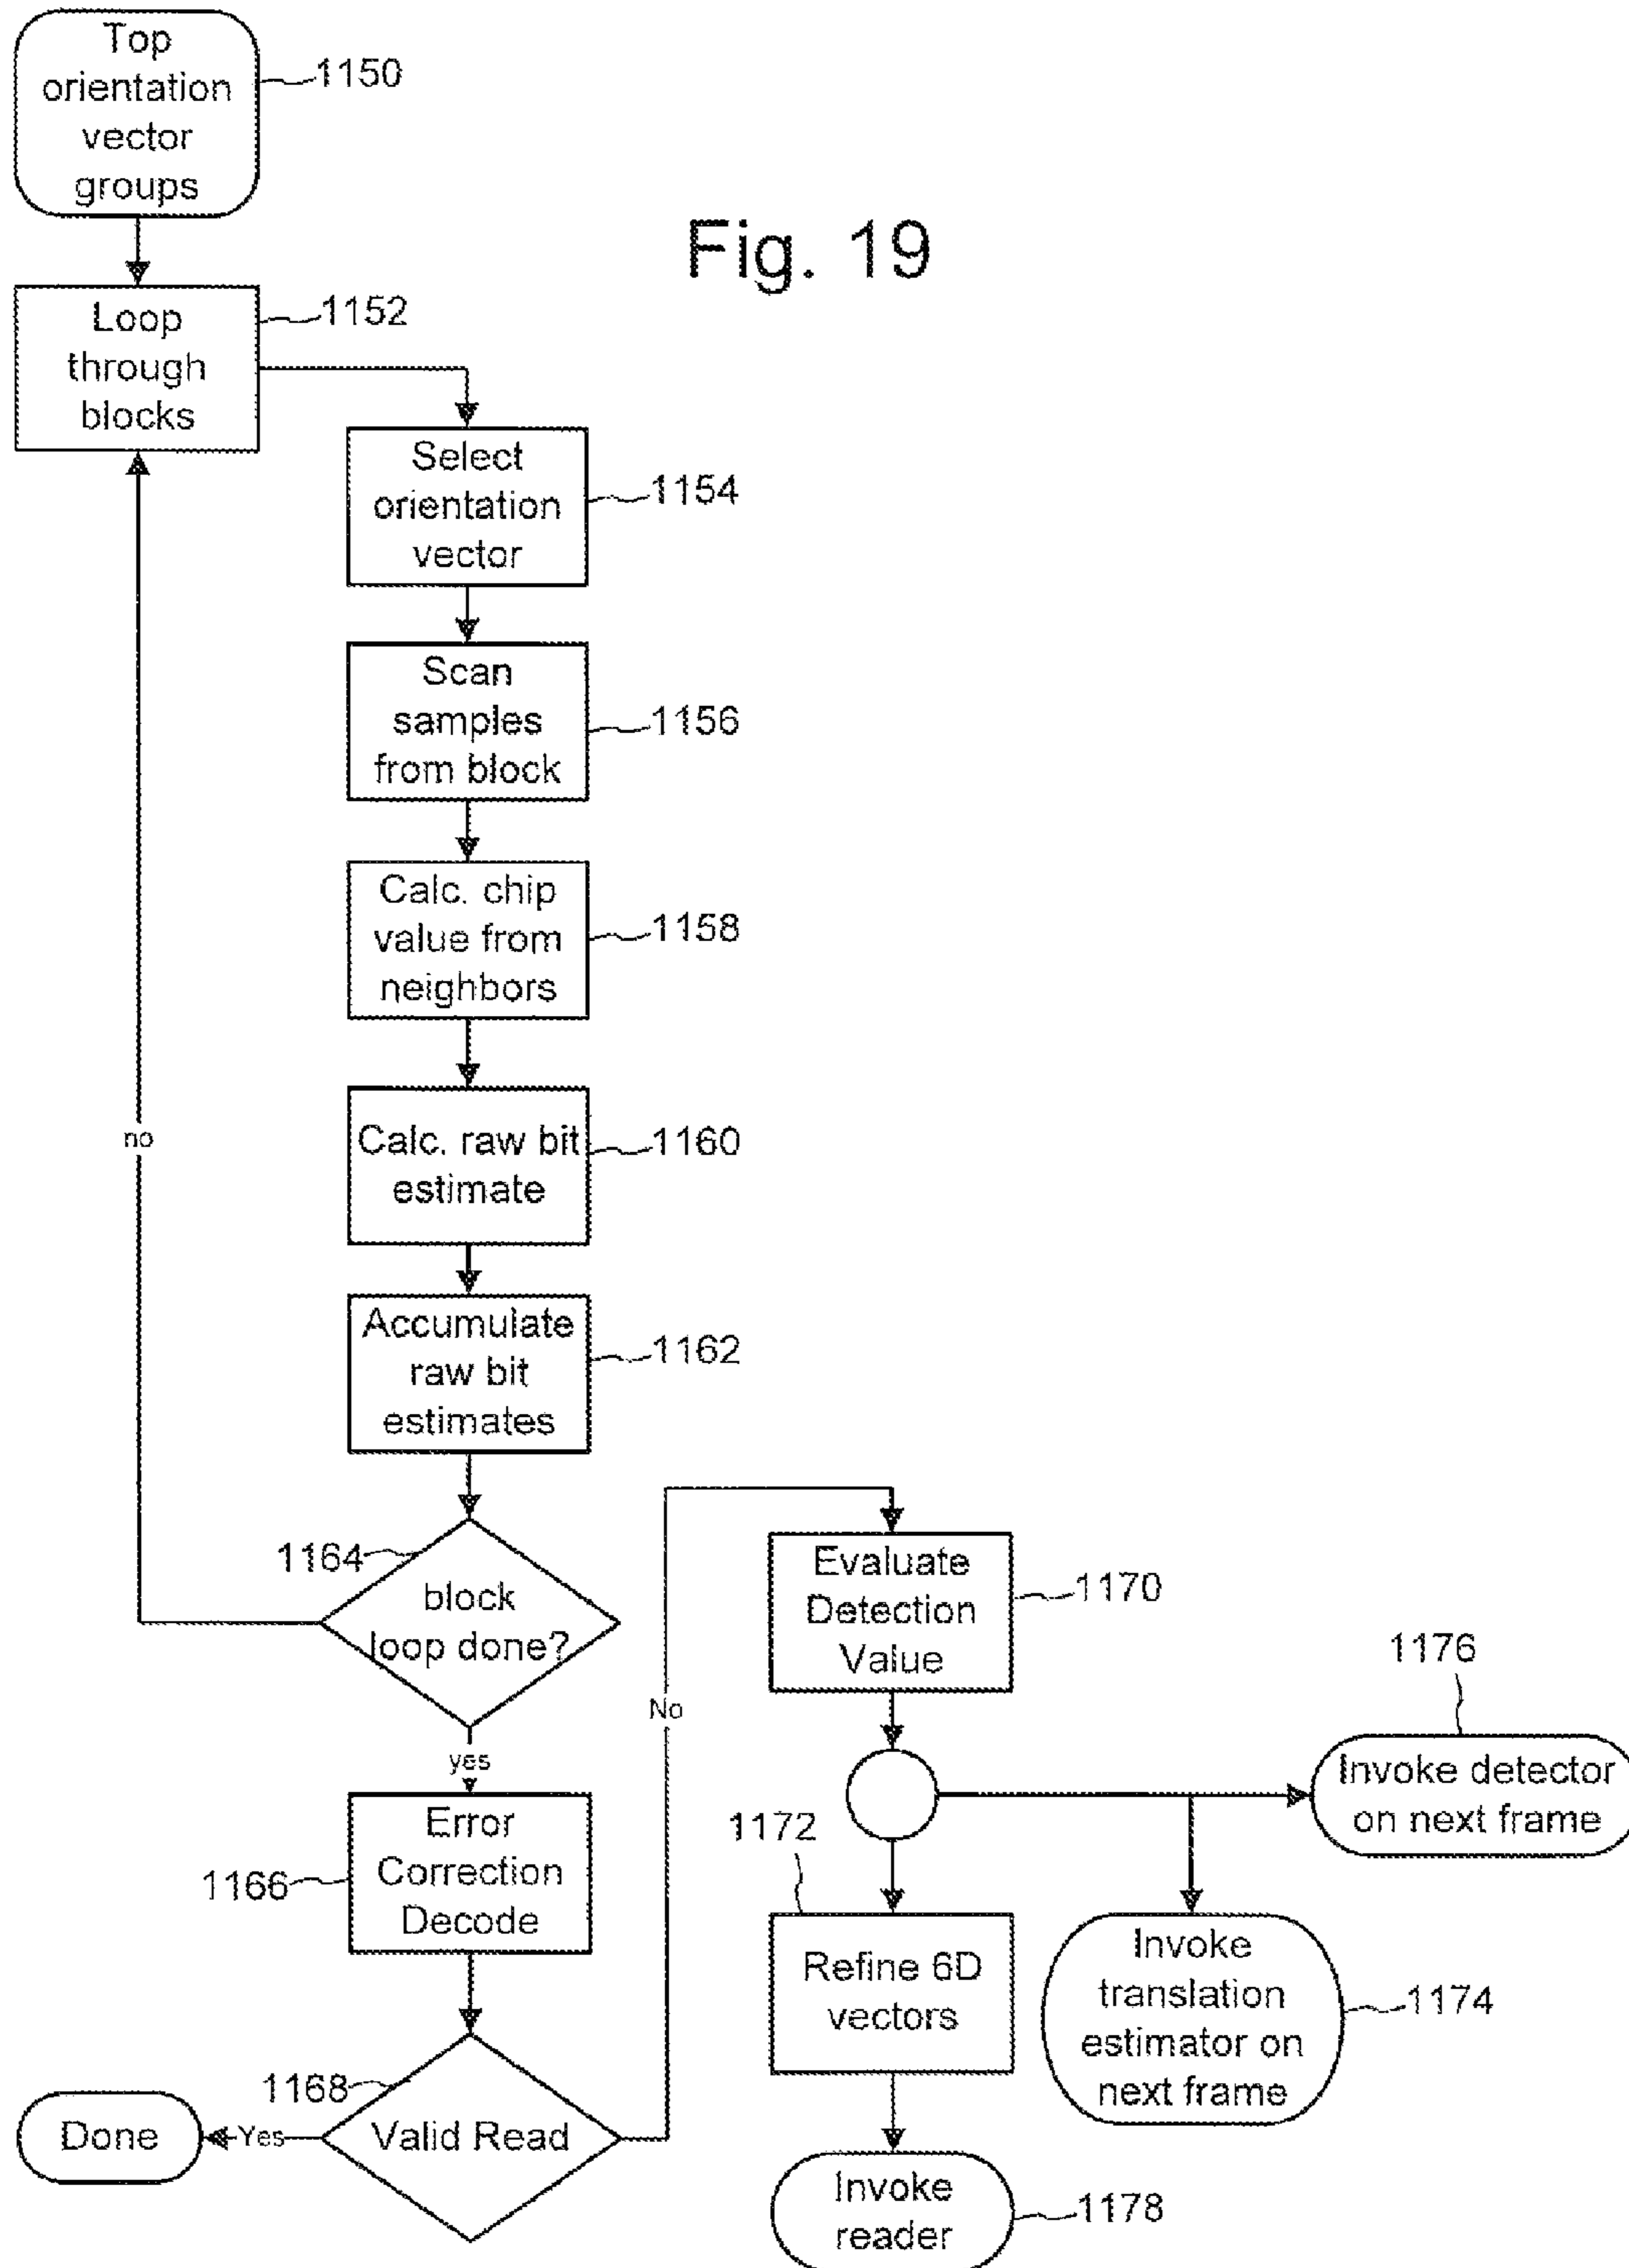 Top
orientation
vector
groups
1150
Fig. 19
Loop
through
blocks
1152
Select
orientation
vector
1154
Scan
samples
from block
1156
Calc. chip
value from
neighbors
1158
no
Calc. raw bit
estimate
1160
Accumulate
raw bit
estimates
1162
1164
block
loop done?
yes
Error
Correction
Decode
1166
1168
Valid Read
Yes
Done
No
Evaluate
Detection
Value
1170
1176
Invoke detector
on next frame
1172
Refine 6D
vectors
Invoke
translation
estimator on
next frame
1174
Invoke
reader
1178